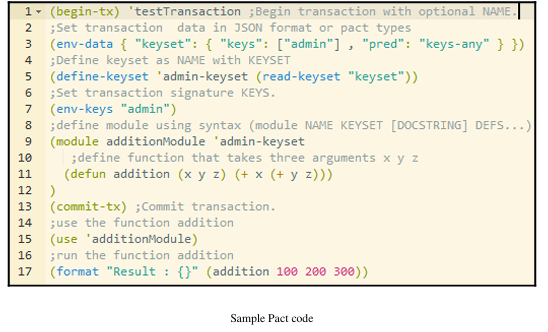 1 (begin-tx) 'testTransaction ;Begin transaction with optional NAME.
2 ;Set transaction  data in JSON format or pact types
3 (env-data { "keyset": { "keys": ["admin"] , "pred": "keys-any" } })
4 ;Define keyset as NAME with KEYSET
5 (define-keyset 'admin-keyset (read-keyset "keyset"))
6 ;Set transaction signature KEYS.
7 (env-keys "admin")
8 ;define module using syntax (module NAME KEYSET [DOCSTRING] DEFS...)
9 (module additionModule 'admin-keyset
10 ;define function that takes three arguments x y z
11 (defun addition (x y z) (+ x (+ y z)))
12 )
13 (commit-tx) ;Commit transaction.
14 ;use the function addition
15 (use 'additionModule)
16 ;run the function addition
17 (format "Result : {}" (addition 100 200 300))
Sample Pact code